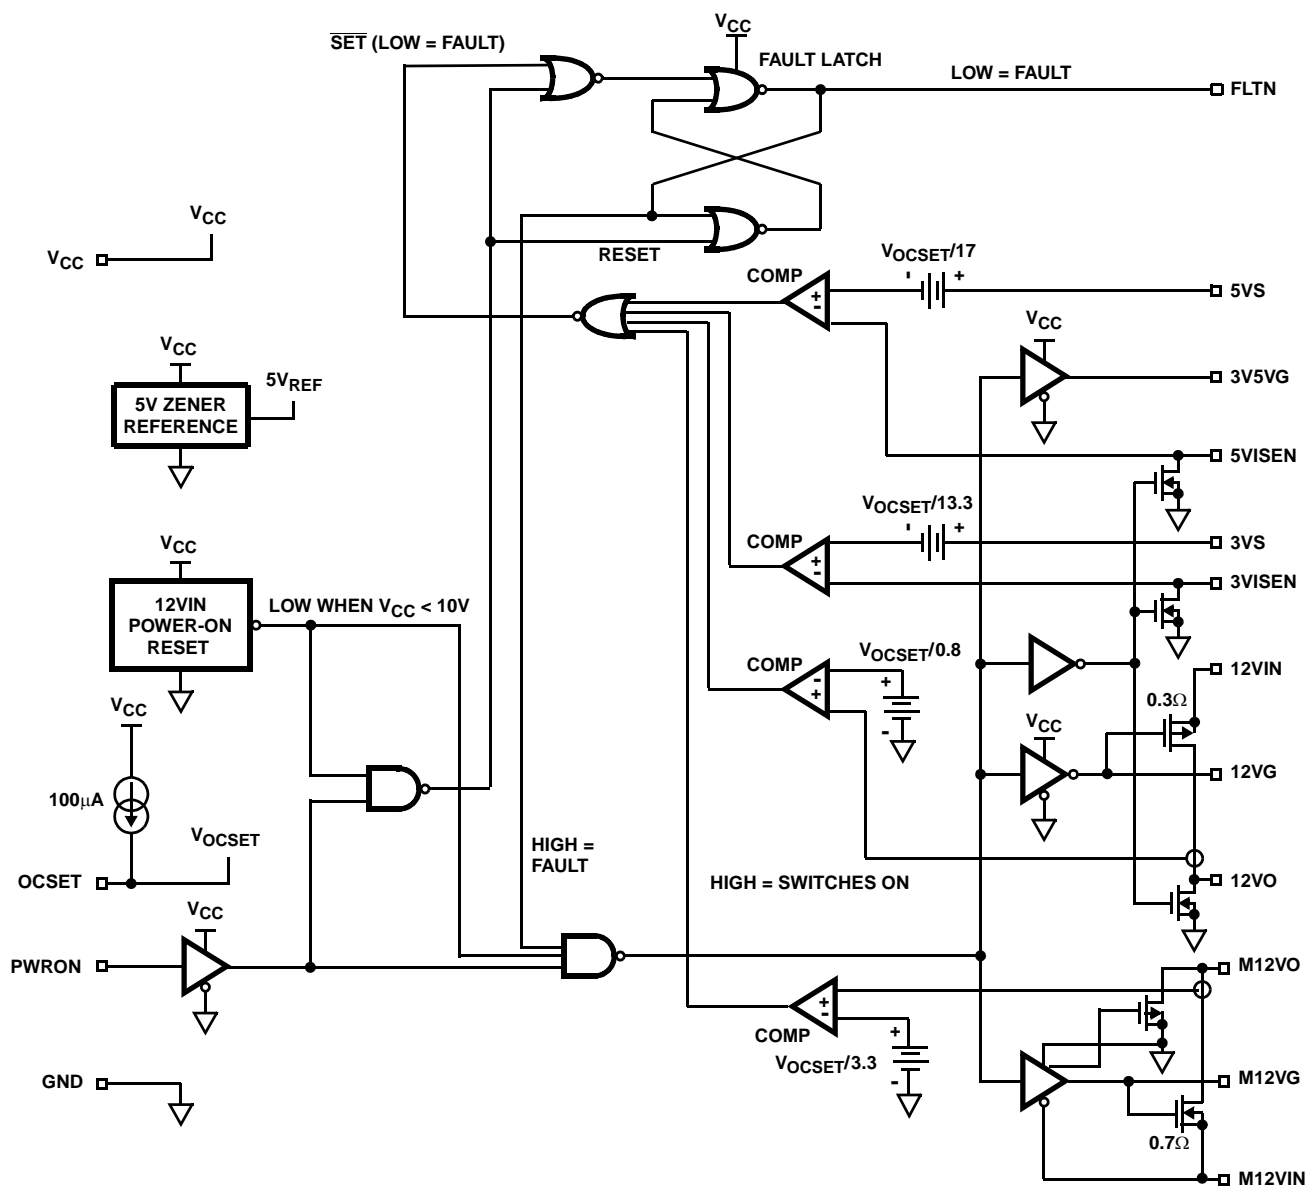 VCC
SET (LOW = FAULT)
FAULT LATCH
LOW = FAULT
FLTN
VCC
VCC
RESET
VOCSET/17
- +
COMP
+
-
5VS
VCC
3V5VG
VCC
5VREF
5V ZENER
REFERENCE
5VISEN
VOCSET/13.3
- +
COMP
+
-
3VS
3VISEN
VCC
12VIN
POWER-ON
RESET
LOW WHEN VCC < 10V
COMP
-
+
VOCSET/0.8
+
-
12VIN
0.3Ω
VCC
12VG
VCC
100μA
VOCSET
OCSET
HIGH =
FAULT
HIGH = SWITCHES ON
12VO
VCC
PWRON
M12VO
+
-
COMP
+
VOCSET/3.3
-
GND
M12VG
0.7Ω
M12VIN